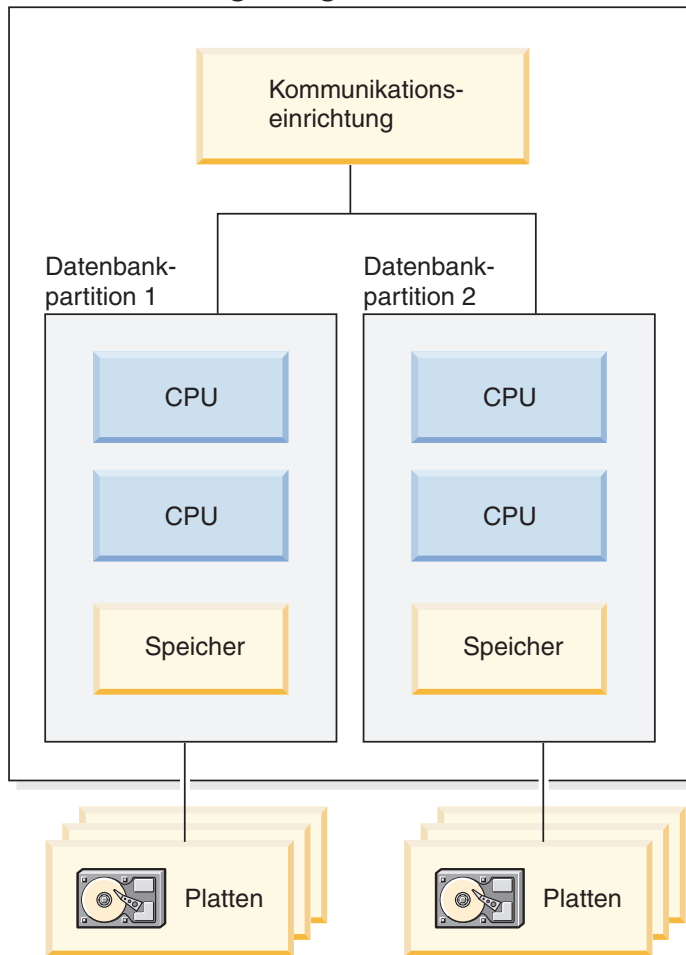 Kommunikations-
einrichtung
Datenbank-
partition 1
Datenbank-
partition 2
CPU
CPU
CPU
CPU
Speicher
Speicher
Platten
Platten